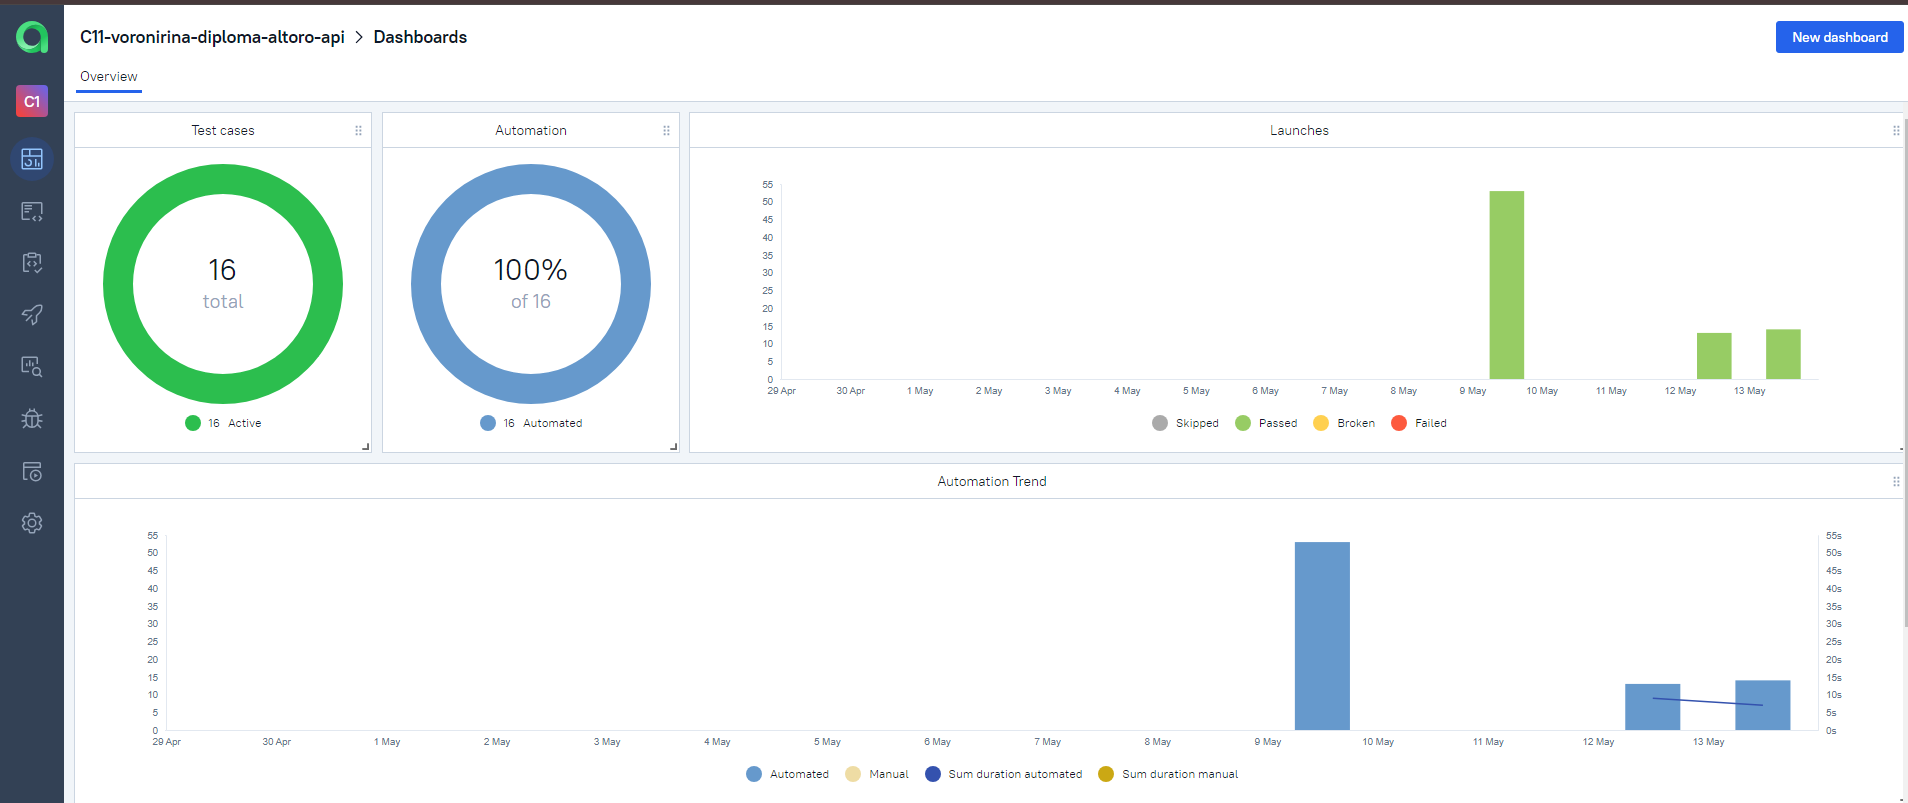 C11-voronirina-diploma-altoro-api > Dashboards
New dashboard
Overview
C1
Test cases
16
total
16 Active
Automation
100%
of 16
16 Automated
Launches
55
50
45
40
35
30
25
20
15
10
5
0
29 Apr 30 Apr 1 May 2 May 3 May 4 May 5 May 6 May 7 May 8 May 9 May 10 May 11 May 12 May 13 May
Skipped Passed Broken Failed
Automation Trend
55 55s
50 50s
45 45s
40 40s
35 35s
30 30s
25 25s
20 20s
15 15s
10 10s
5 5s
0 0s
29 Apr 30 Apr 1 May 2 May 3 May 4 May 5 May 6 May 7 May 8 May 9 May 10 May 11 May 12 May 13 May
Automated Manual Sum duration automated Sum duration manual